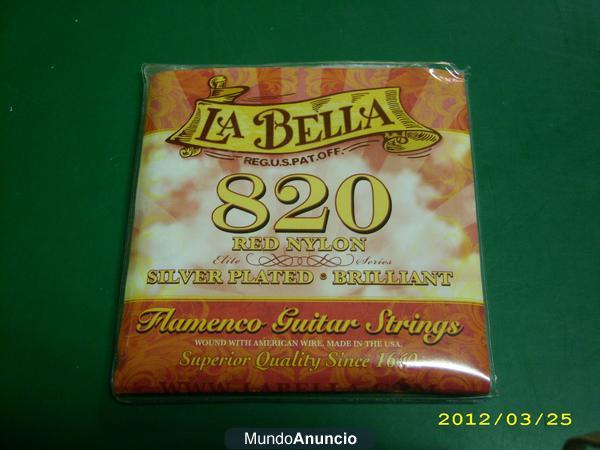 LA BELLA
REG.U.S.PAT.OFF.
820
RED NYLON
Elite Series
SILVER PLATED • BRILLIANT
Flamenco Guitar Strings
WOUND WITH AMERICAN WIRE. MADE IN THE USA.
Superior Quality Since 1640
2012/03/25
MundoAnuncio